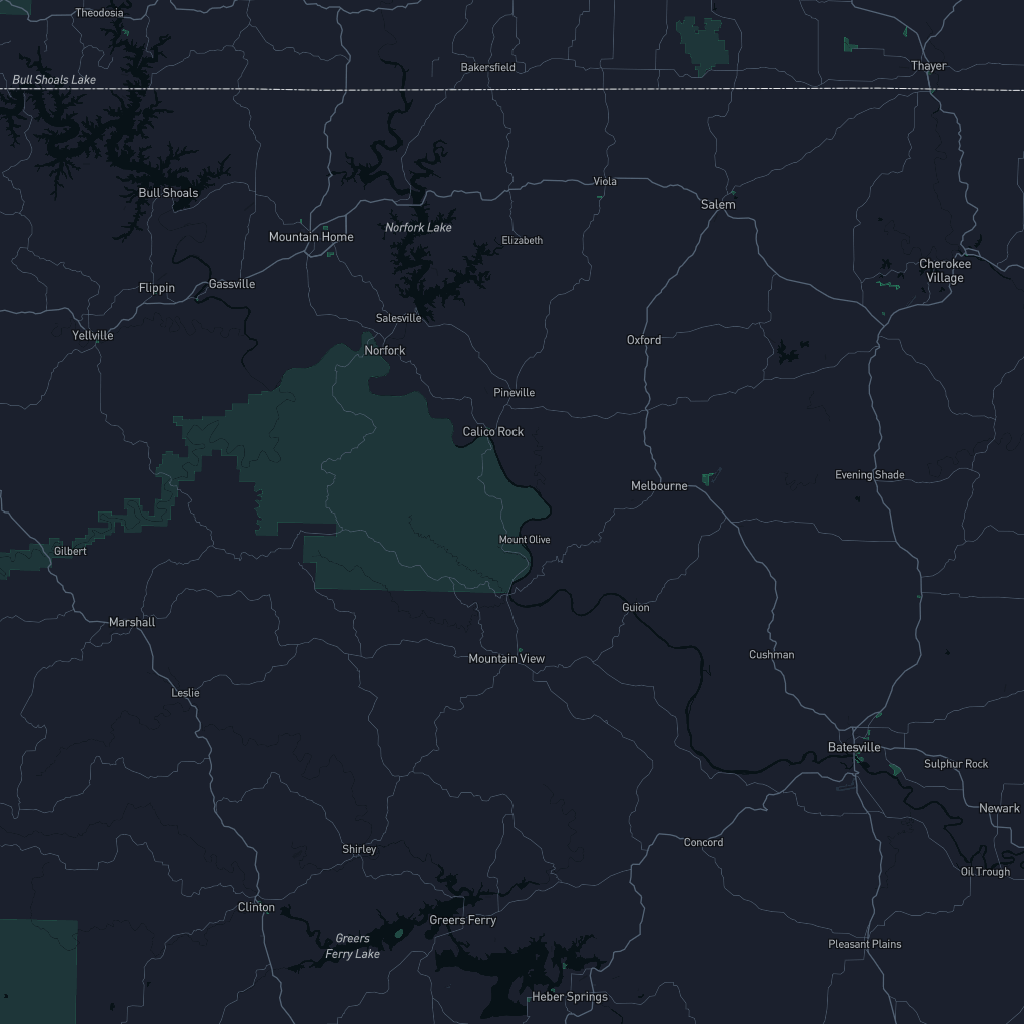 Theodosia
Bull Shoals Lake
Bakersfield
Thayer
Bull Shoals
Viola
Salem
Mountain Home
Norfork Lake
Elizabeth
Cherokee
Village
Flippin
Gassville
Salesville
Yellville
Norfork
Oxford
Pineville
Calico Rock
Evening Shade
Melbourne
Mount Olive
Gilbert
Guion
Marshall
Mountain View
Cushman
Leslie
Batesville
Sulphur Rock
Newark
Concord
Shirley
Oil Trough
Clinton
Greers Ferry
Greers
Ferry Lake
Pleasant Plains
Heber Springs